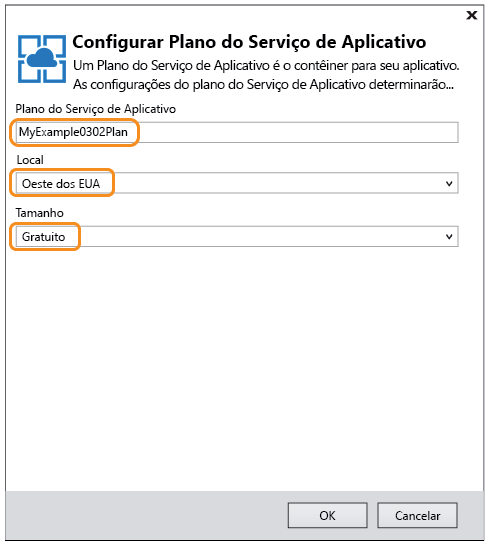 Configurar Plano do Serviço de Aplicativo
Um Plano do Serviço de Aplicativo é o contêiner para seu aplicativo.
As configurações do plano do Serviço de Aplicativo determinarão...
Plano do Serviço de Aplicativo
MyExample0302Plan
Local
Oeste dos EUA
Tamanho
Gratuito
OK Cancelar